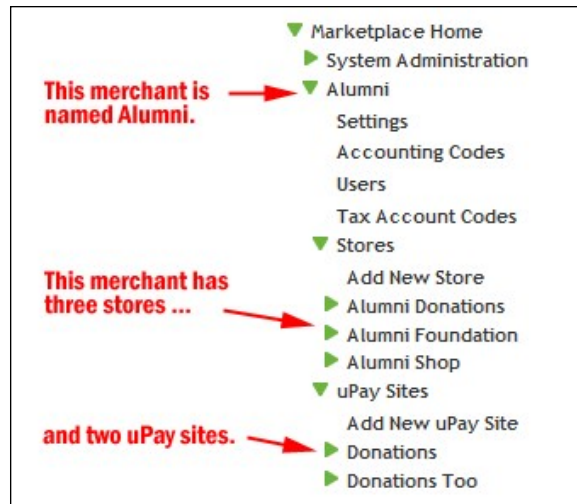 Marketplace Home
System Administration
This merchant is
named Alumni.
Alumni
Settings
Accounting Codes
Users
Tax Account Codes
Stores
Add New Store
This merchant has
three stores ...
Alumni Donations
Alumni Foundation
Alumni Shop
uPay Sites
Add New uPay Site
and two uPay sites.
Donations
Donations Too